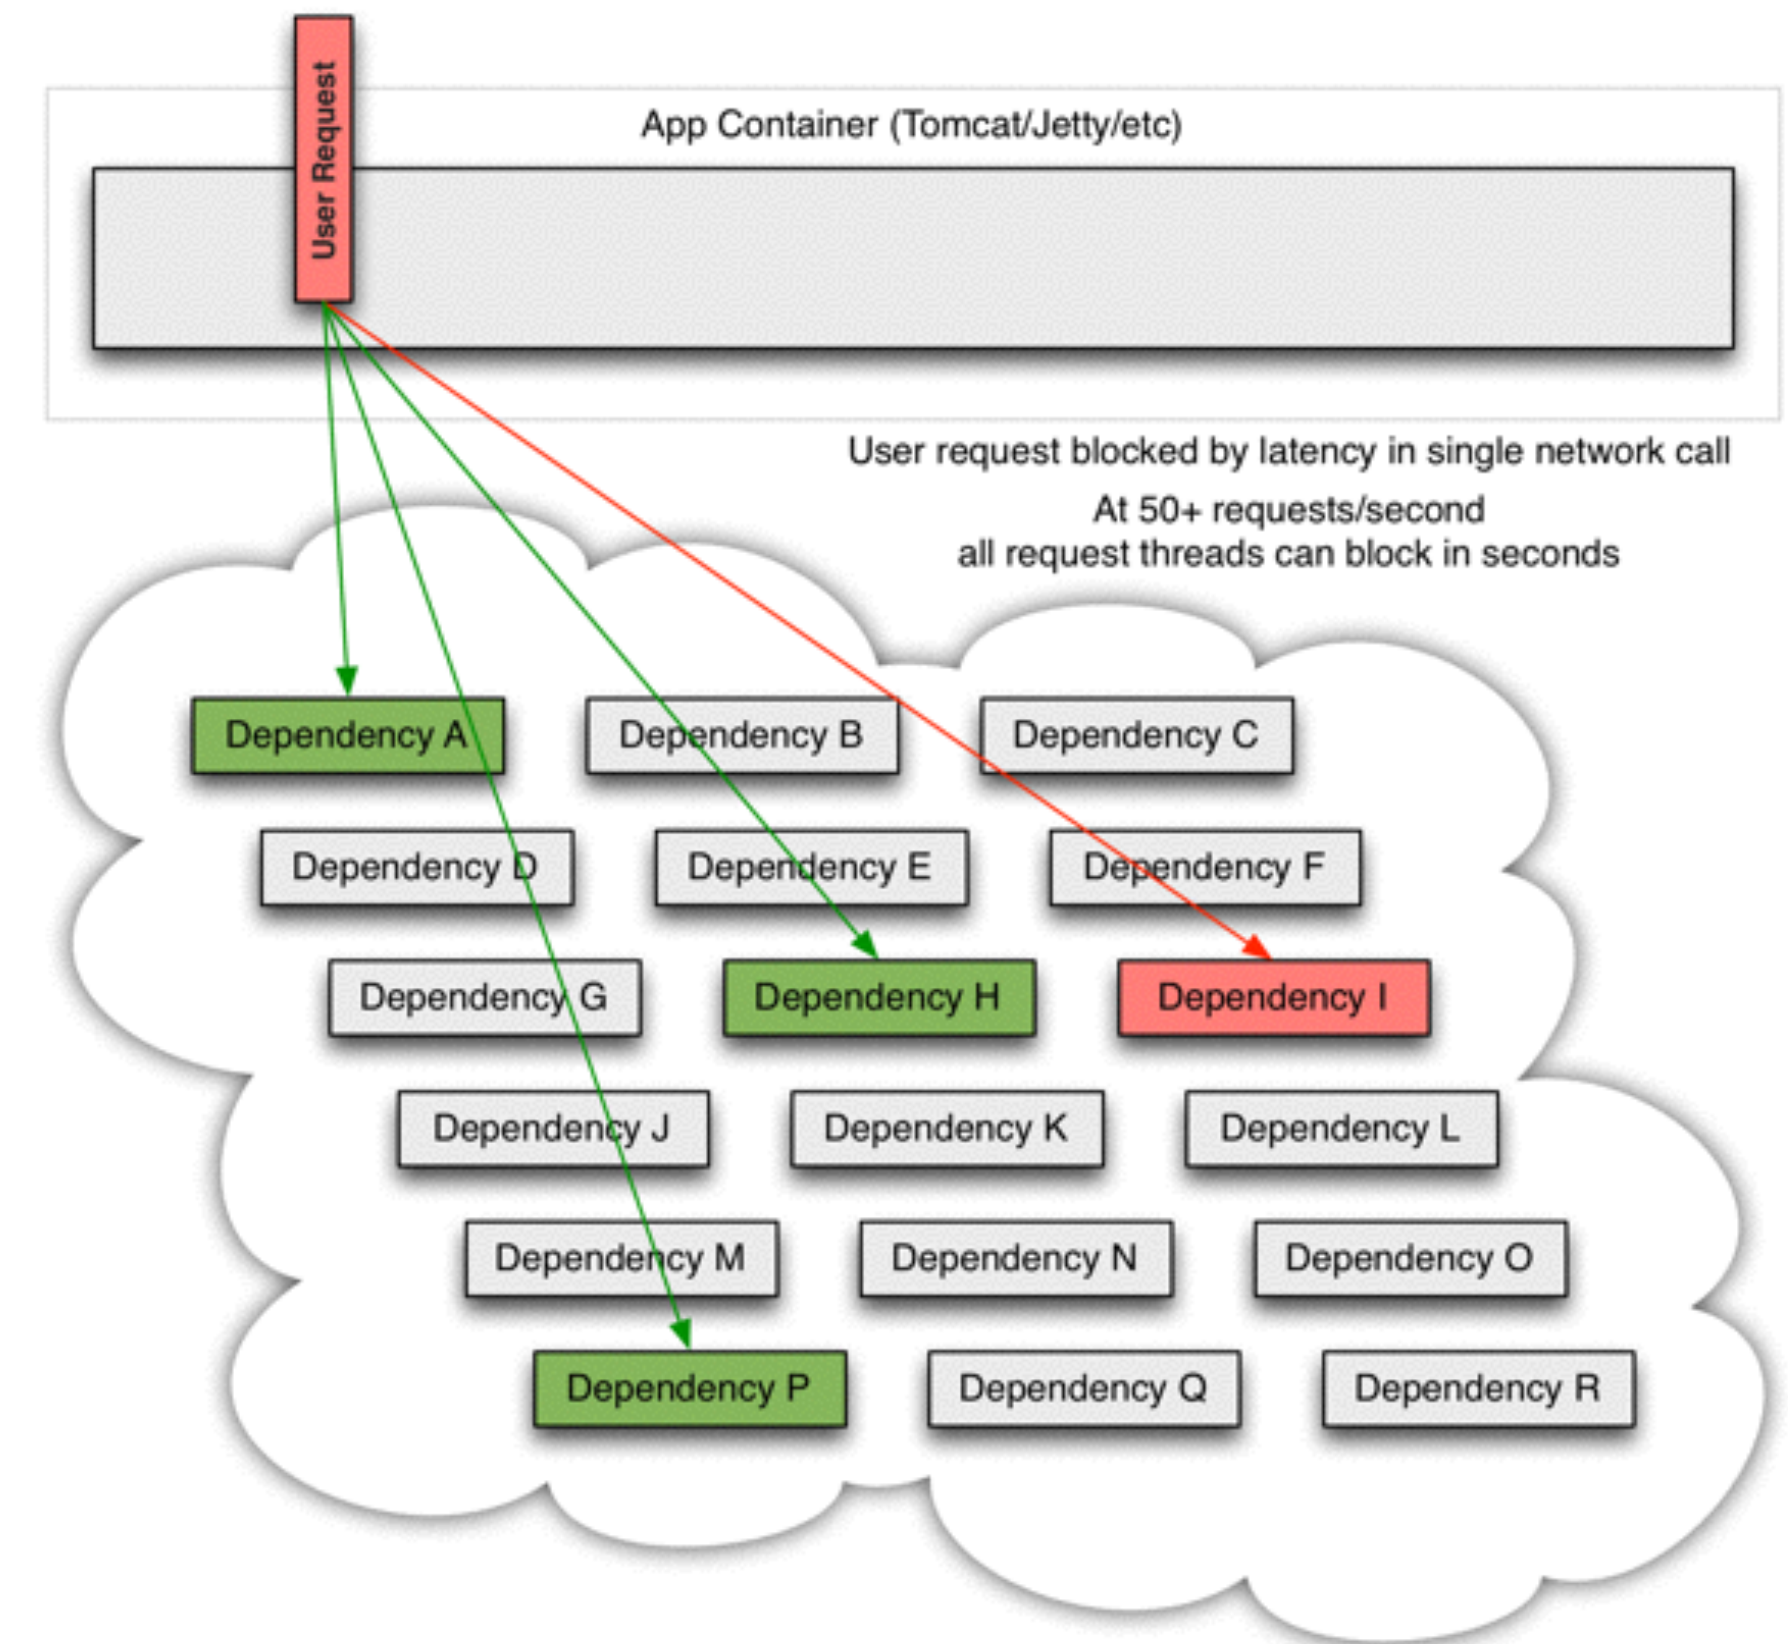 User Request
App Container (Tomcat/Jetty/etc)
User request blocked by latency in single network call
At 50+ requests/second
all request threads can block in seconds
Dependency A
Dependency B
Dependency C
Dependency D
Dependency E
Dependency F
Dependency G
Dependency H
Dependency I
Dependency J
Dependency K
Dependency L
Dependency M
Dependency N
Dependency O
Dependency P
Dependency Q
Dependency R